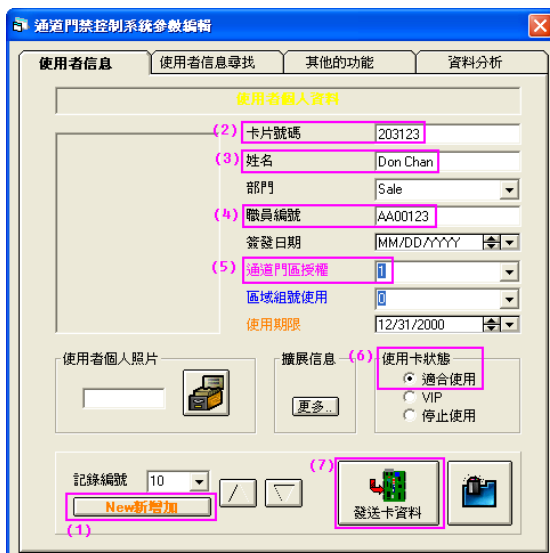 通道門禁控制系統參數編輯
使用者信息 使用者信息尋找 其他的功能 資料分析
使用者個人資料
(2) 卡片號碼 203123
(3) 姓名 Don Chan
部門 Sale
(4) 職員編號 AA00123
簽發日期 MM/DD/YYYY
(5) 通道門區授權 1
區域組號使用 0
使用期限 12/31/2000
使用者個人照片 擴展信息 (6) 使用卡狀態
適合使用
更多.. VIP
停止使用
記錄編號 10 (7)
New新增加 發送卡資料
(1)